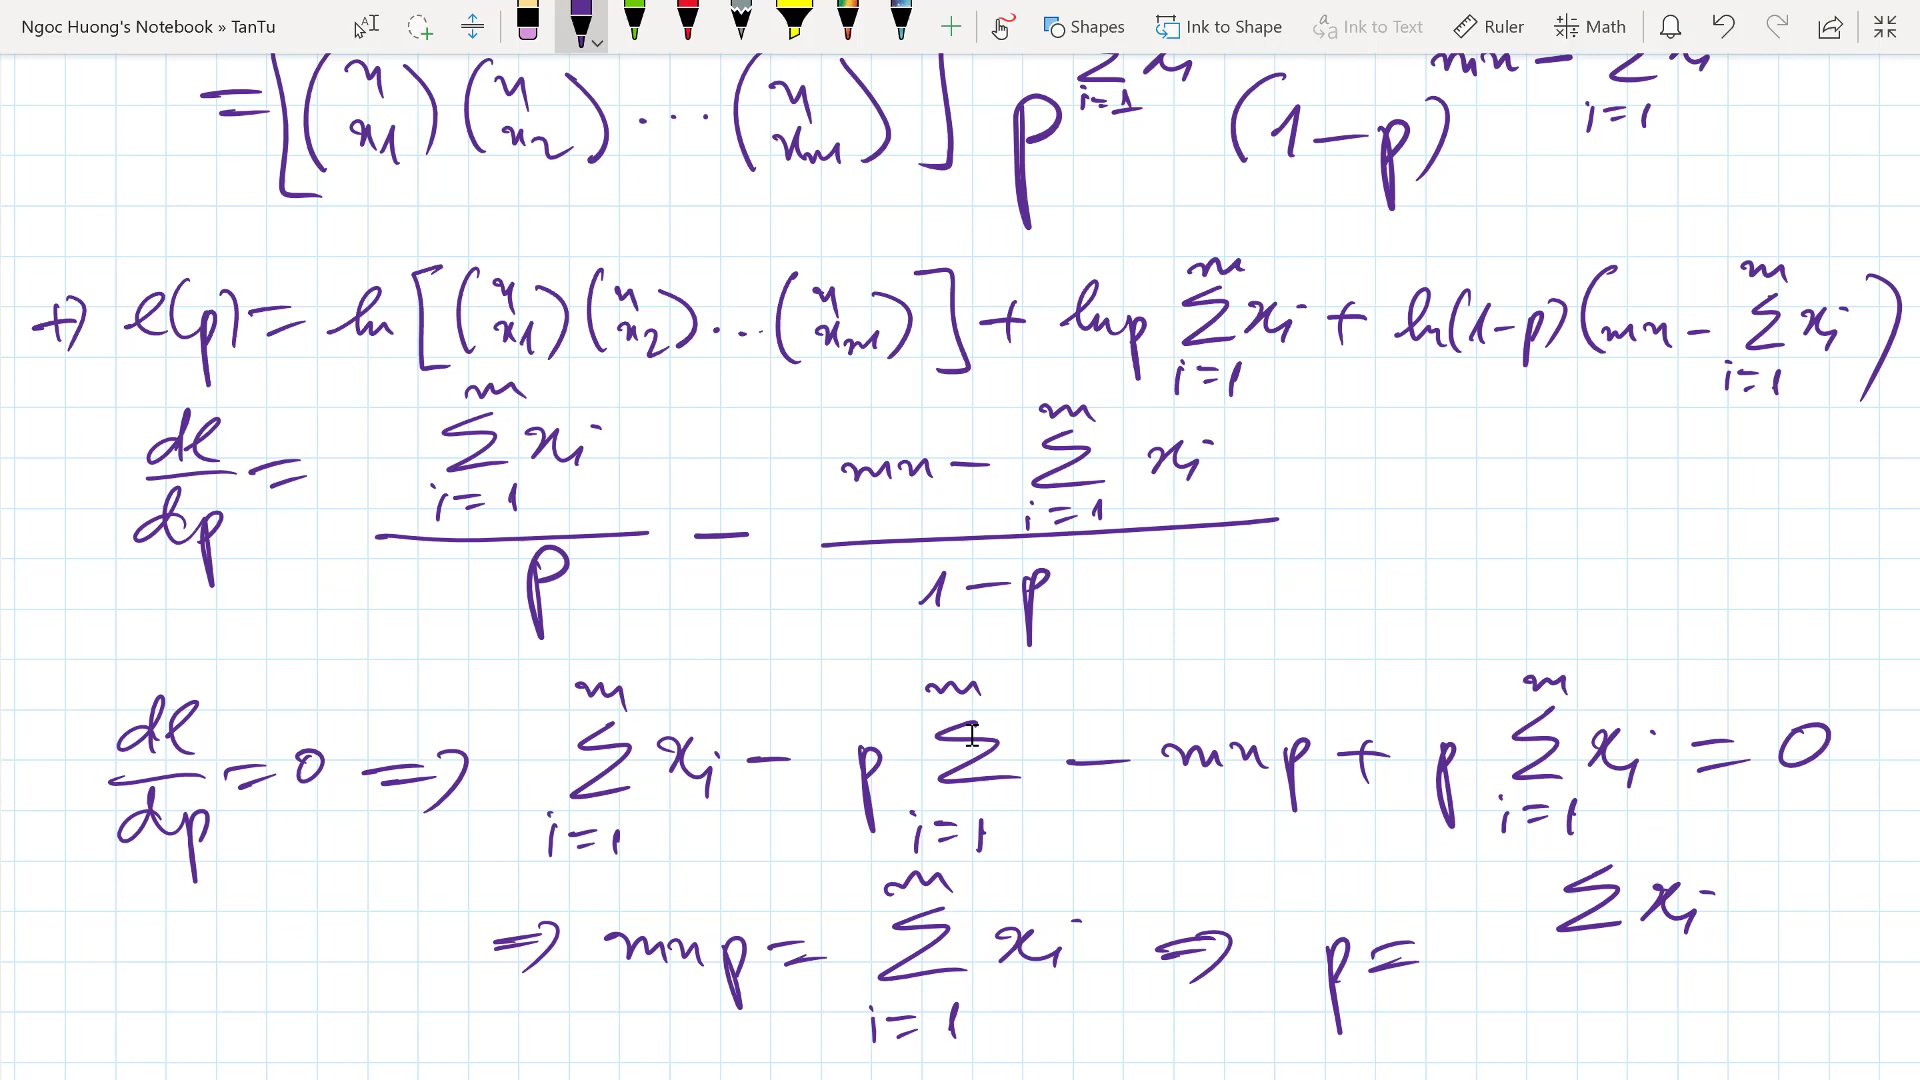 Ngoc Huong's Notebook » TanTu Shapes Ink to Shape Ink to Text Ruler Math
= [ (n x1) (n x2) ... (n xm) ] p^{∑_{i=1} xi} (1-p)^{mn - ∑_{i=1} xi}
+) ℓ(p) = ln [ (n x1) (n x2) ... (n xm) ] + ln p ∑_{i=1}^{m} xi + ln(1-p) (mn - ∑_{i=1}^{m} xi)
dℓ/dp = (∑_{i=1}^{m} xi)/p - (mn - ∑_{i=1}^{m} xi)/(1-p)
dℓ/dp = 0 => ∑_{i=1}^{m} xi - p ∑_{i=1}^{m} - mnp + p ∑_{i=1}^{m} xi = 0
=> mnp = ∑_{i=1}^{m} xi => p = ∑ xi